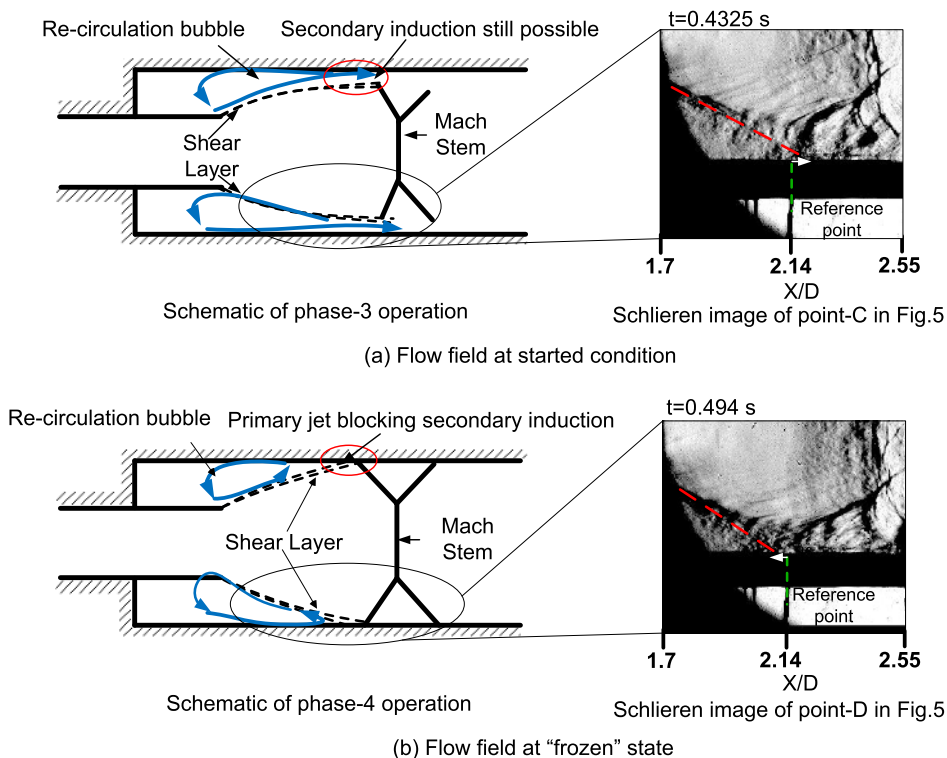 Re-circulation bubble
Secondary induction still possible
t=0.4325 s
Shear
Layer
Mach
Stem
Reference
point
1.7
2.14
2.55
X/D
Schematic of phase-3 operation
Schlieren image of point-C in Fig.5
(a) Flow field at started condition
Re-circulation bubble
Primary jet blocking secondary induction
t=0.494 s
Shear Layer
Mach
Stem
Reference
point
1.7
2.14
2.55
X/D
Schematic of phase-4 operation
Schlieren image of point-D in Fig.5
(b) Flow field at “frozen” state